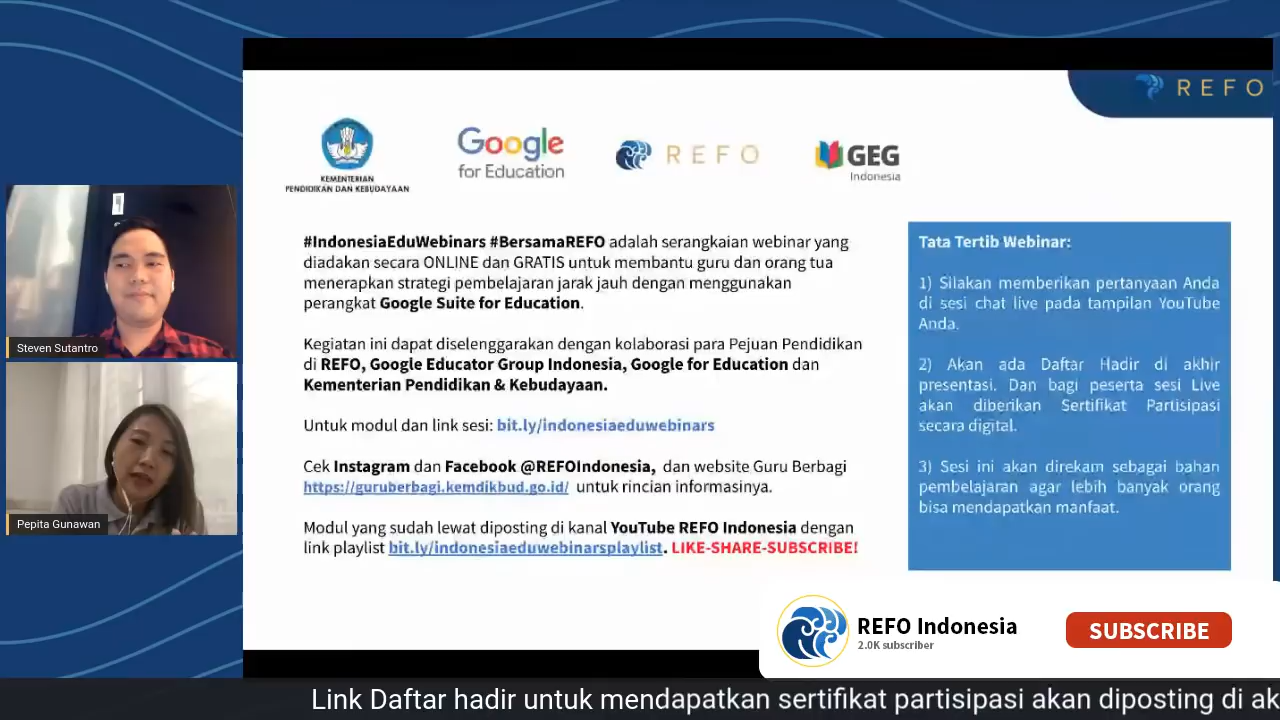 REFO
KEMENTERIAN
PENDIDIKAN DAN KEBUDAYAAN
Google
for Education
REFO
GEG
Indonesia
#IndonesiaEduWebinars #BersamaREFO adalah serangkaian webinar yang
diadakan secara ONLINE dan GRATIS untuk membantu guru dan orang tua
menerapkan strategi pembelajaran jarak jauh dengan menggunakan
perangkat Google Suite for Education.
Kegiatan ini dapat diselenggarakan dengan kolaborasi para Pejuan Pendidikan
di REFO, Google Educator Group Indonesia, Google for Education dan
Kementerian Pendidikan & Kebudayaan.
Untuk modul dan link sesi: bit.ly/indonesiaeduwebinars
Cek Instagram dan Facebook @REFOIndonesia, dan website Guru Berbagi
https://guruberbagi.kemdikbud.go.id/ untuk rincian informasinya.
Modul yang sudah lewat diposting di kanal YouTube REFO Indonesia dengan
link playlist bit.ly/indonesiaeduwebinarsplaylist. LIKE-SHARE-SUBSCRIBE!
Tata Tertib Webinar:
1) Silakan memberikan pertanyaan Anda
di sesi chat live pada tampilan YouTube
Anda.
2) Akan ada Daftar Hadir di akhir
presentasi. Dan bagi peserta sesi Live
akan diberikan Sertifikat Partisipasi
secara digital.
3) Sesi ini akan direkam sebagai bahan
pembelajaran agar lebih banyak orang
bisa mendapatkan manfaat.
Steven Sutantro
Pepita Gunawan
REFO Indonesia
2.0K subscriber
SUBSCRIBE
Link Daftar hadir untuk mendapatkan sertifikat partisipasi akan diposting di ak